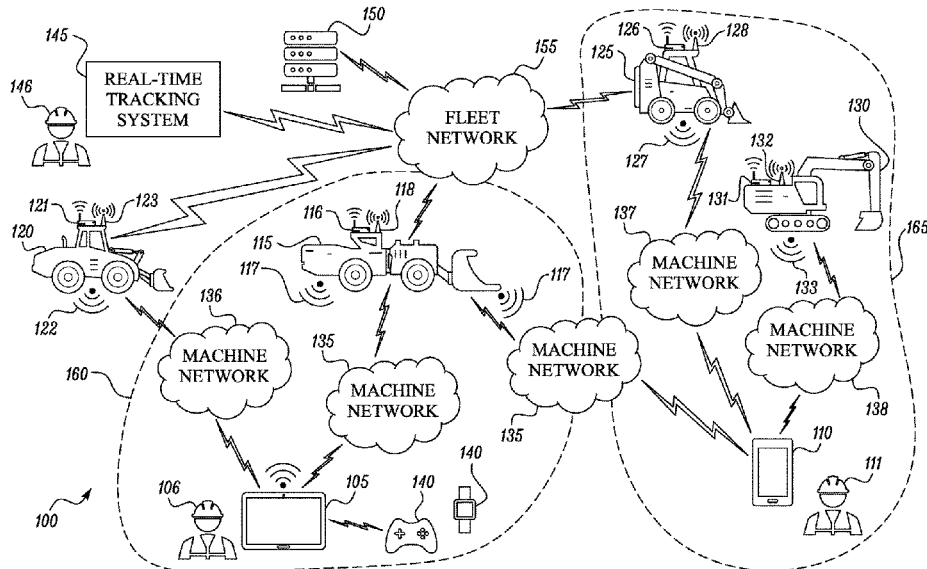 150
126
128
145
155
125
REAL-TIME
TRACKING
SYSTEM
130
146
FLEET
NETWORK
127
132
131
118
121
123
116
137
120
115
165
117
117
MACHINE
NETWORK
133
122
136
135
MACHINE
NETWORK
MACHINE
NETWORK
MACHINE
NETWORK
160
MACHINE
NETWORK
138
135
110
111
106
105
140
140
100